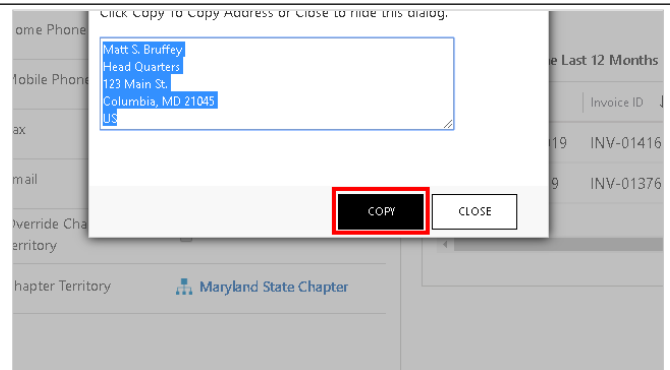 Click Copy To Copy Address or Close to hide this dialog.
ome Phone
Matt S. Bruffey
Head Quarters
123 Main St.
Columbia, MD 21045
US
Mobile Phone
ax
mail
Override Cha
erritory
COPY
CLOSE
hapter Territory
Maryland State Chapter
e Last 12 Months
Invoice ID
19 INV-01416
9 INV-01376